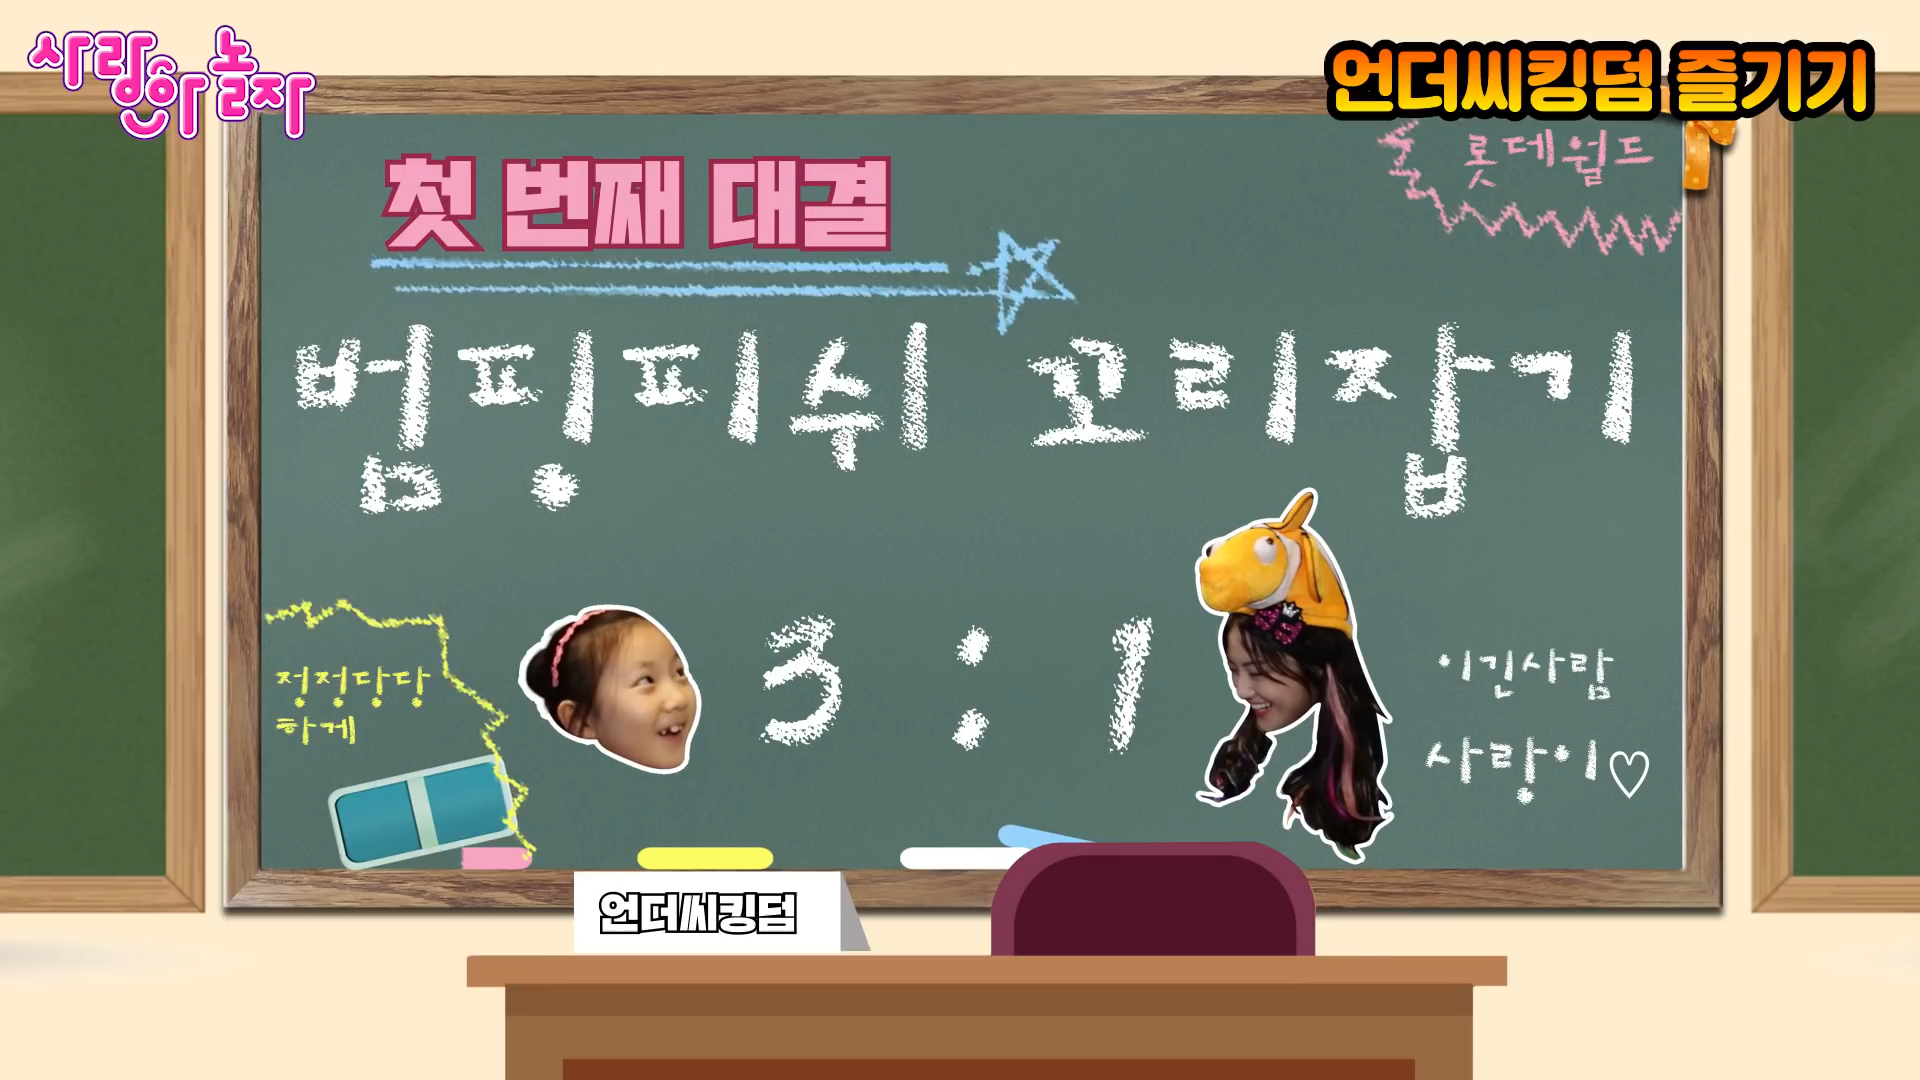 사랑아 놀자
언더씨킹덤 즐기기
롯데월드
첫 번째 대결
범핑피쉬 꼬리잡기
3 : 1
정정당당
하게
이긴사람
사랑이♡
언더씨킹덤